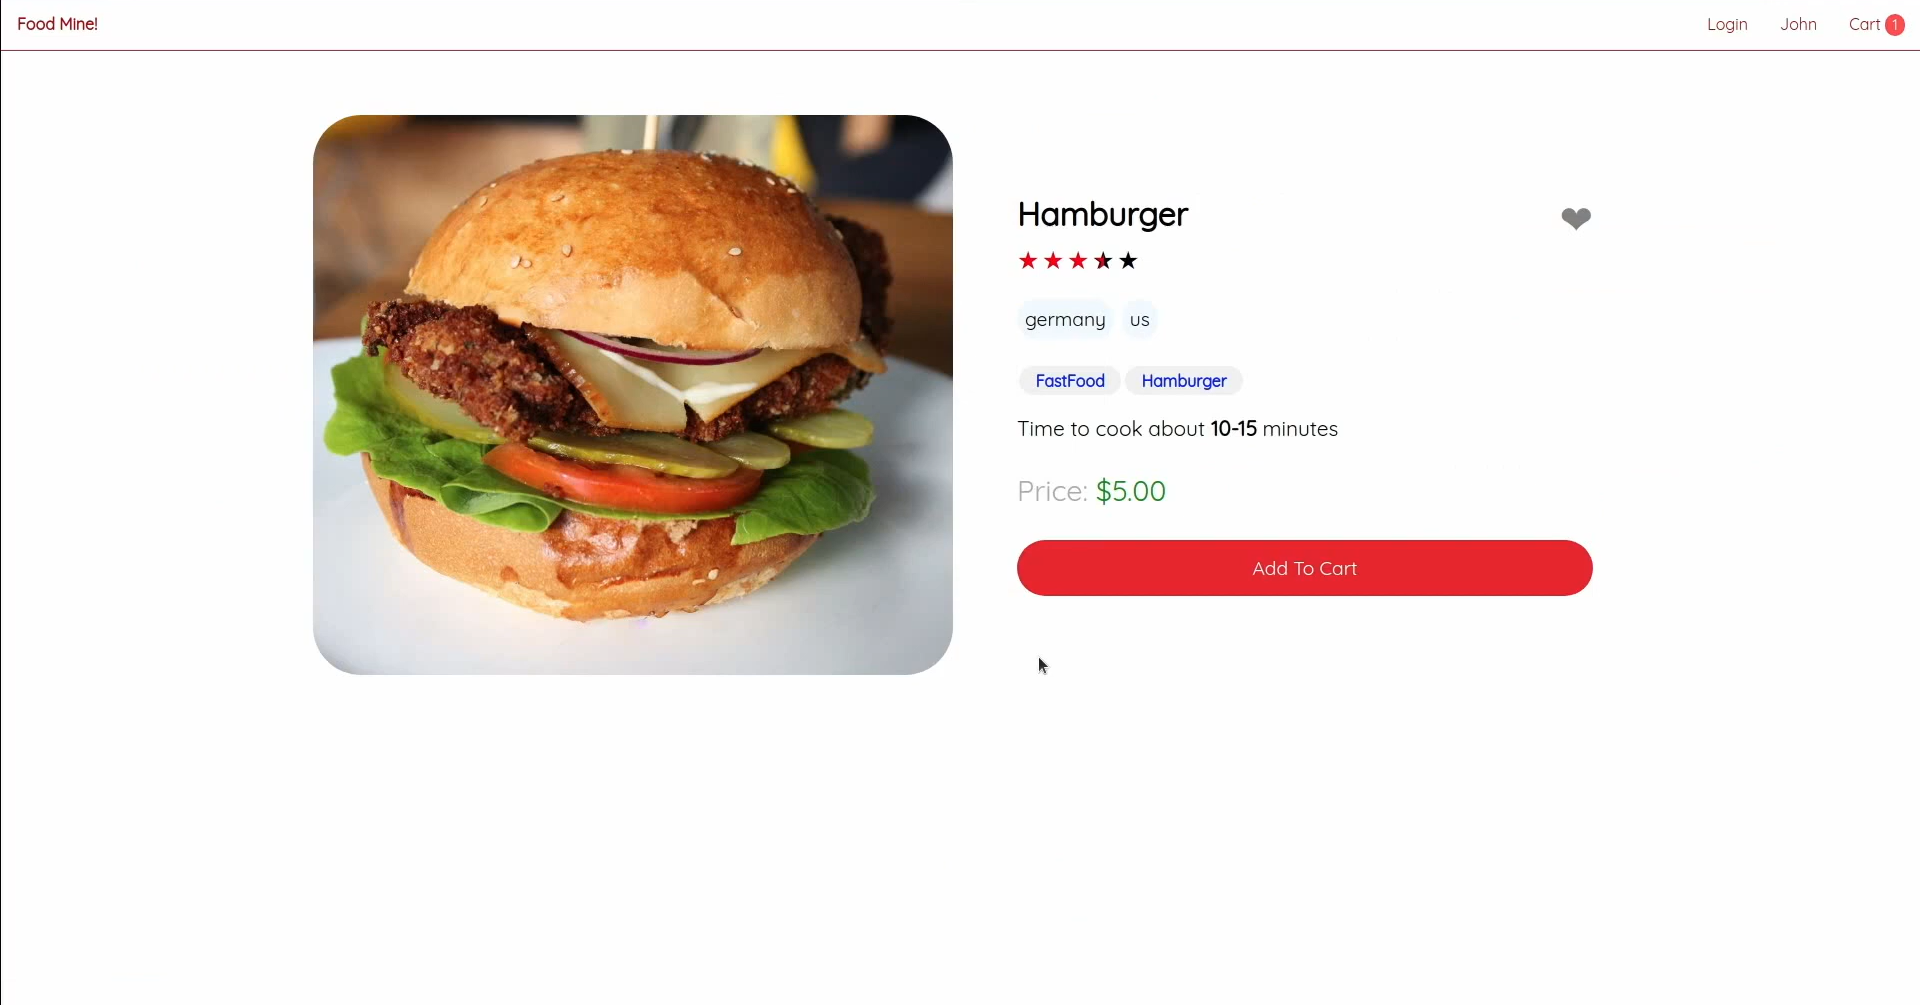 Food Mine!
Login John Cart 1
Hamburger
germany us
FastFood Hamburger
Time to cook about 10-15 minutes
Price: $5.00
Add To Cart